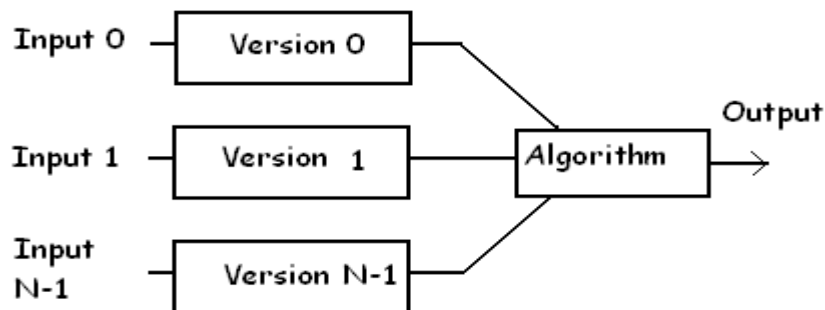 Input 0
Version 0
Output
Input 1
Version 1
Algorithm
Input
N-1
Version N-1